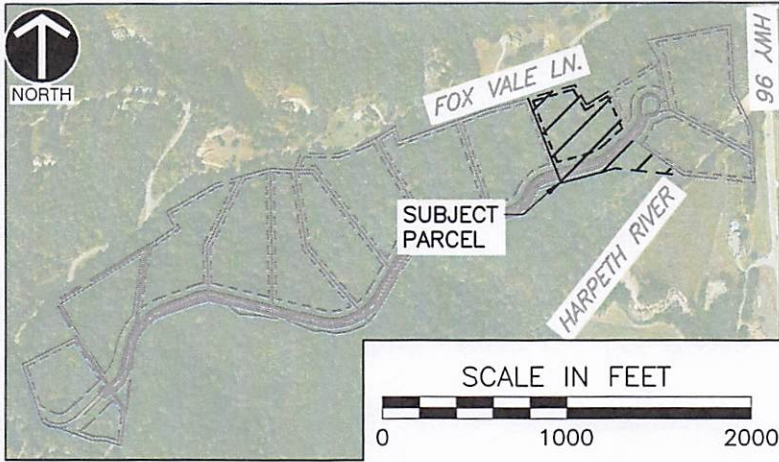 NORTH
FOX VALE LN.
HWY 96
SUBJECT
PARCEL
HARPETH RIVER
SCALE IN FEET
0 1000 2000